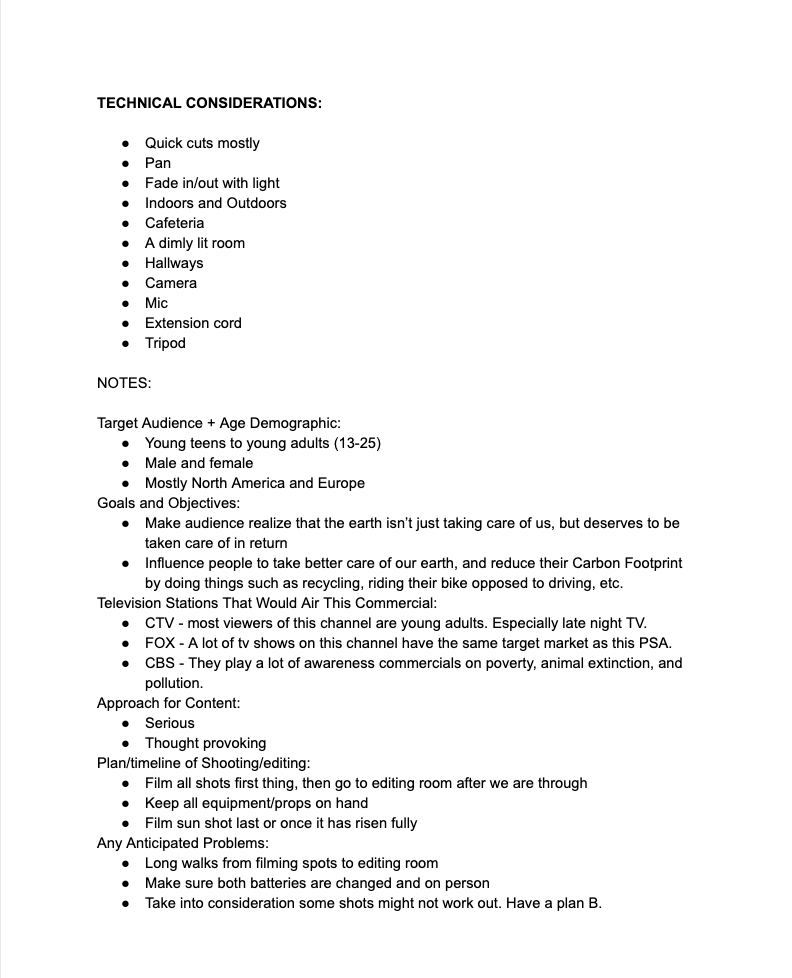 TECHNICAL CONSIDERATIONS:
● Quick cuts mostly
● Pan
● Fade in/out with light
● Indoors and Outdoors
● Cafeteria
● A dimly lit room
● Hallways
● Camera
● Mic
● Extension cord
● Tripod
NOTES:
Target Audience + Age Demographic:
● Young teens to young adults (13-25)
● Male and female
● Mostly North America and Europe
Goals and Objectives:
● Make audience realize that the earth isn’t just taking care of us, but deserves to be
taken care of in return
● Influence people to take better care of our earth, and reduce their Carbon Footprint
by doing things such as recycling, riding their bike opposed to driving, etc.
Television Stations That Would Air This Commercial:
● CTV - most viewers of this channel are young adults. Especially late night TV.
● FOX - A lot of tv shows on this channel have the same target market as this PSA.
● CBS - They play a lot of awareness commercials on poverty, animal extinction, and
pollution.
Approach for Content:
● Serious
● Thought provoking
Plan/timeline of Shooting/editing:
● Film all shots first thing, then go to editing room after we are through
● Keep all equipment/props on hand
● Film sun shot last or once it has risen fully
Any Anticipated Problems:
● Long walks from filming spots to editing room
● Make sure both batteries are changed and on person
● Take into consideration some shots might not work out. Have a plan B.